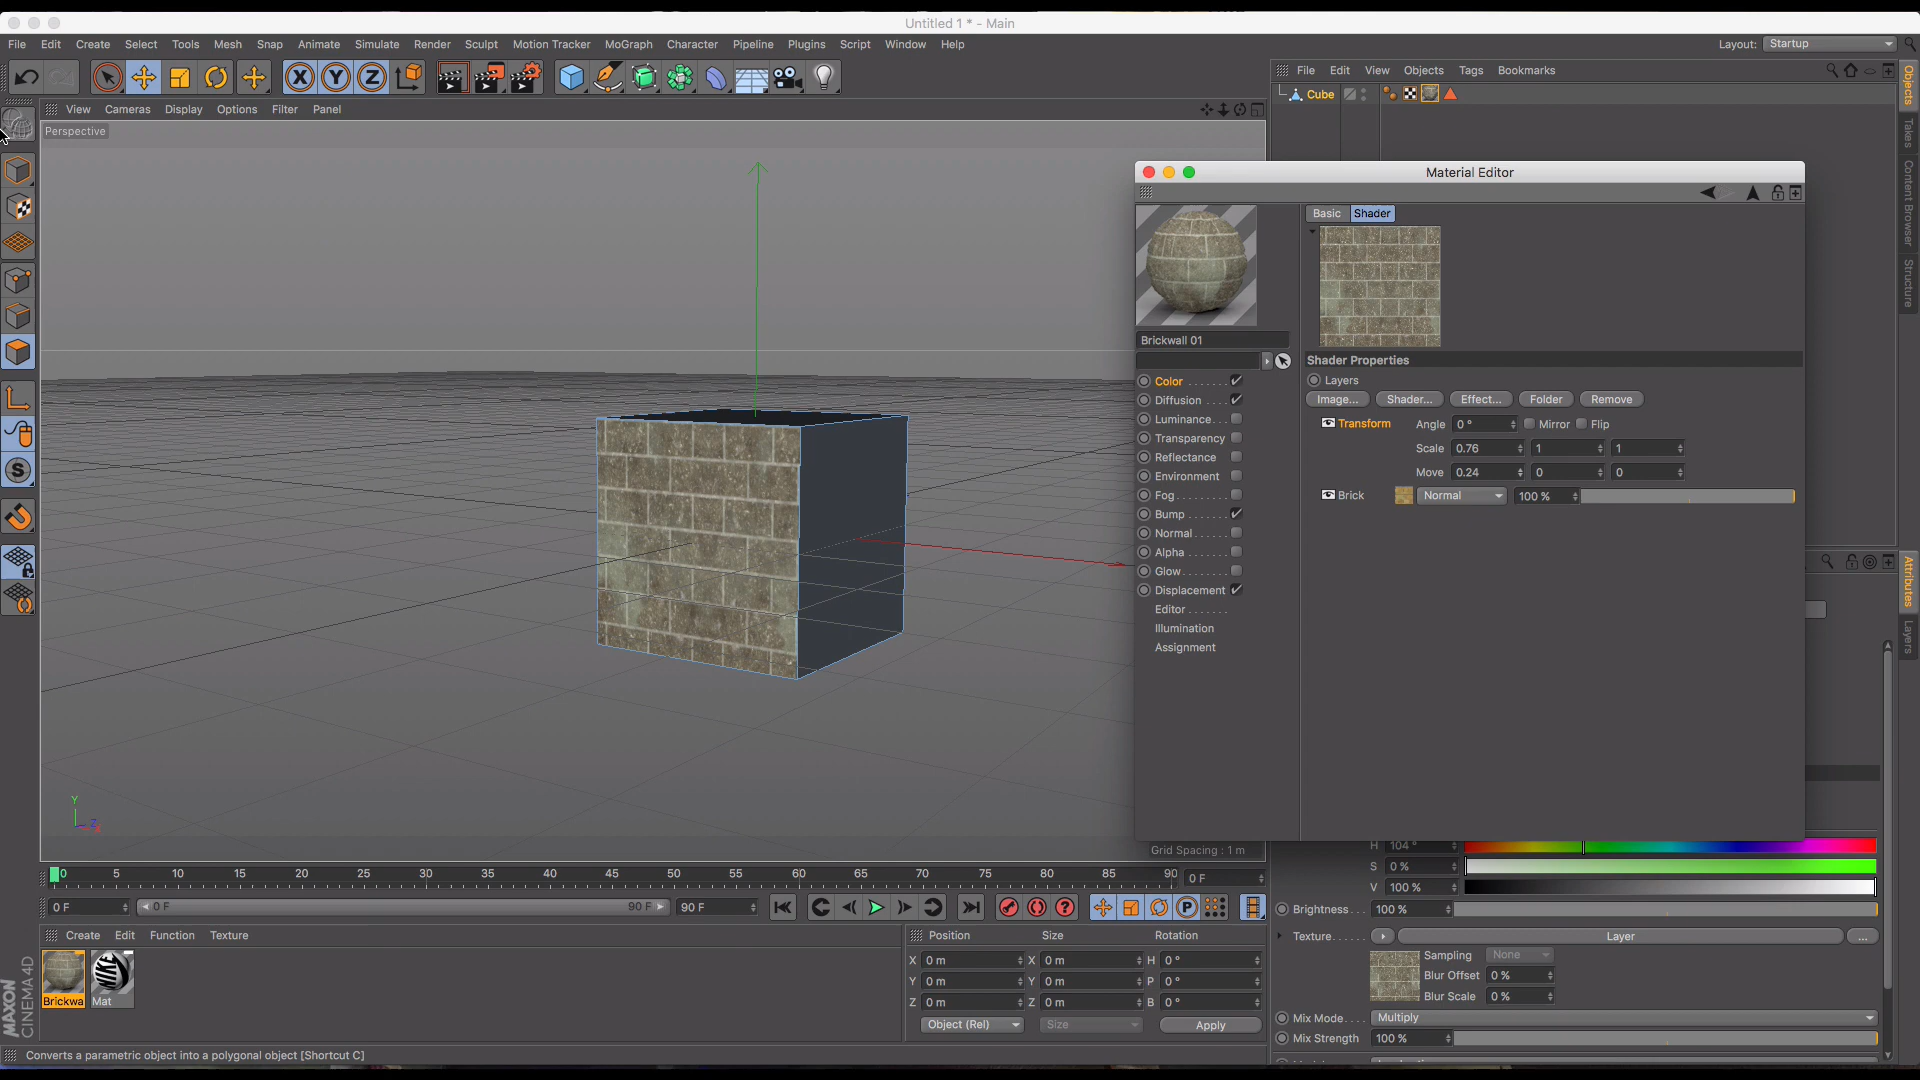 Untitled 1 * - Main
File Edit Create Select Tools Mesh Snap Animate Simulate Render Sculpt Motion Tracker MoGraph Character Pipeline Plugins Script Window Help
Layout: Startup
File Edit View Objects Tags Bookmarks
Cube
View Cameras Display Options Filter Panel
Perspective
Objects
Takes
Content Browser
Structure
Attributes
Layers
Material Editor
Basic Shader
Brickwall 01
Shader Properties
Layers
Image... Shader... Effect... Folder Remove
Transform Angle 0 ° Mirror Flip
Scale 0.76 1 1
Move 0.24 0 0
Brick Normal 100 %
Color
Diffusion
Luminance
Transparency
Reflectance
Environment
Fog
Bump
Normal
Alpha
Glow
Displacement
Editor
Illumination
Assignment
Y
Z
X
Grid Spacing : 1 m
0 5 10 15 20 25 30 35 40 45 50 55 60 65 70 75 80 85 90 0 F
0 F 0 F 90 F 90 F
Create Edit Function Texture
Brickwa
NIKE
Mat
MAXON
CINEMA 4D
Position Size Rotation
X 0 m X 0 m H 0 °
Y 0 m Y 0 m P 0 °
Z 0 m Z 0 m B 0 °
Object (Rel) Size Apply
H 104 °
S 0 %
V 100 %
Brightness... 100 %
Texture...... Layer ...
Sampling None
Blur Offset 0 %
Blur Scale 0 %
Mix Mode.... Multiply
Mix Strength 100 %
Converts a parametric object into a polygonal object [Shortcut C]